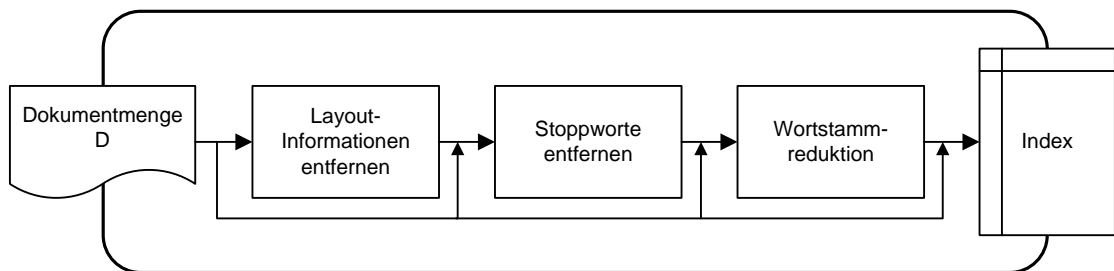 Dokumentmenge
D
Layout-
Informationen
entfernen
Stoppworte
entfernen
Wortstamm-
reduktion
Index